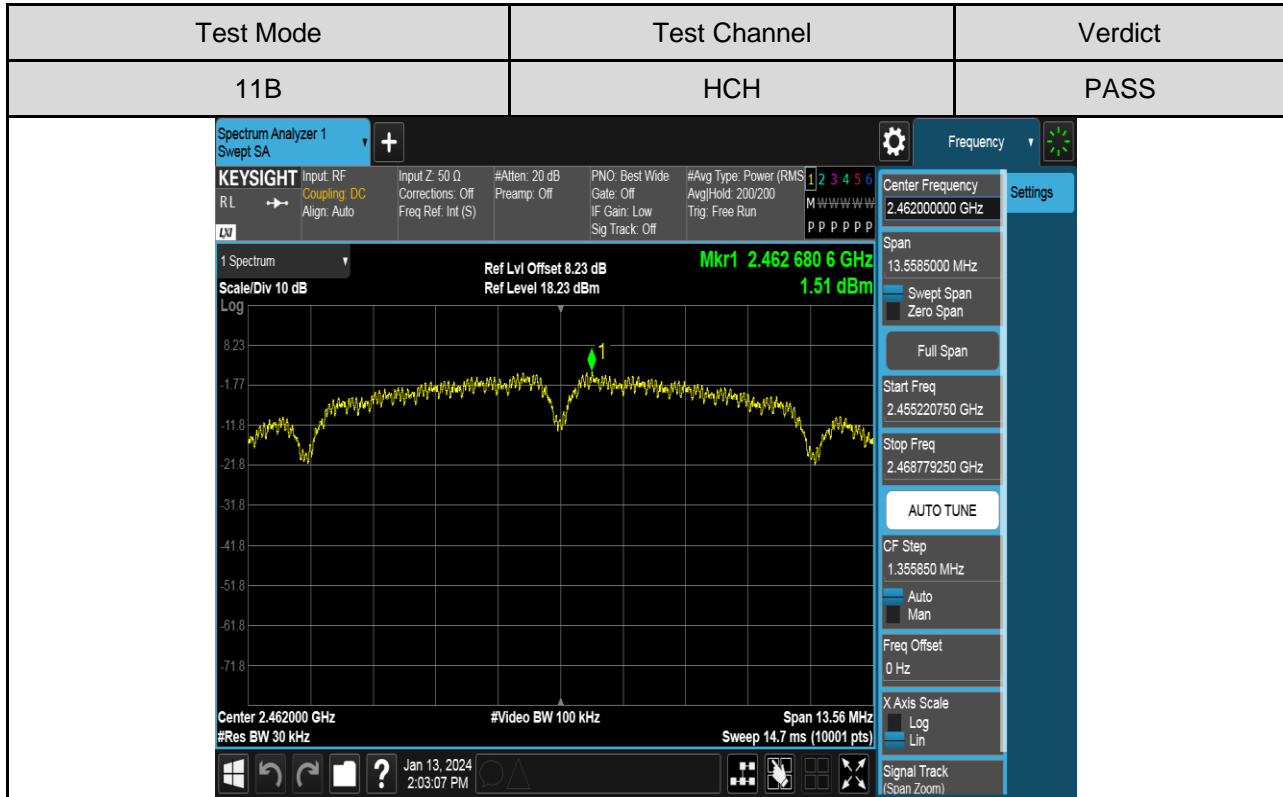 Test Mode Test Channel Verdict
11B HCH PASS
Spectrum Analyzer 1
Swept SA
+
Frequency
KEYSIGHT
RL
LXI
Input: RF
Coupling: DC
Align: Auto
Input Z: 50 Ω
Corrections: Off
Freq Ref: Int (S)
#Atten: 20 dB
Preamp: Off
PNO: Best Wide
Gate: Off
IF Gain: Low
Sig Track: Off
#Avg Type: Power (RMS
Avg|Hold: 200/200
Trig: Free Run
1 2 3 4 5 6
M W W W W W
P P P P P P
1 Spectrum
Scale/Div 10 dB
Log
Ref Lvl Offset 8.23 dB
Ref Level 18.23 dBm
Mkr1 2.462 680 6 GHz
1.51 dBm
1
8.23
-1.77
-11.8
-21.8
-31.8
-41.8
-51.8
-61.8
-71.8
Center 2.462000 GHz
#Res BW 30 kHz
#Video BW 100 kHz
Span 13.56 MHz
Sweep 14.7 ms (10001 pts)
?
Jan 13, 2024
2:03:07 PM
Center Frequency
2.462000000 GHz
Span
13.5585000 MHz
Swept Span
Zero Span
Full Span
Start Freq
2.455220750 GHz
Stop Freq
2.468779250 GHz
AUTO TUNE
CF Step
1.355850 MHz
Auto
Man
Freq Offset
0 Hz
X Axis Scale
Log
Lin
Signal Track
(Span Zoom)
Settings